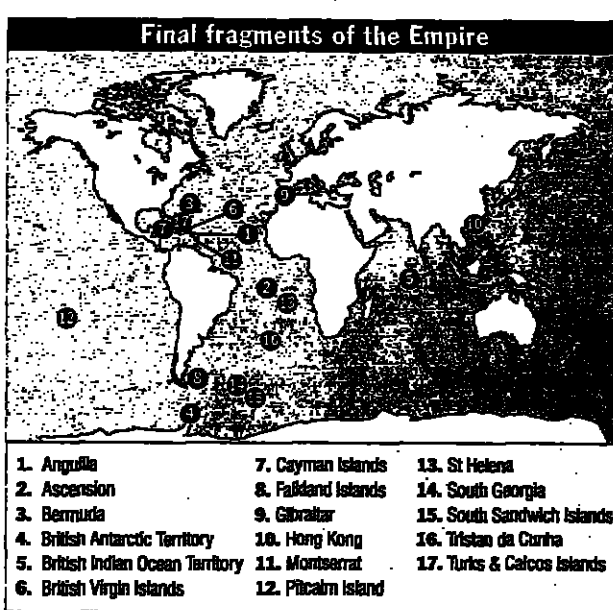 Final fragments of the Empire
1. Anguilla
2. Ascension
3. Bermuda
4. British Antarctic Territory
5. British Indian Ocean Territory
6. British Virgin Islands
7. Cayman Islands
8. Falkland Islands
9. Gibraltar
10. Hong Kong
11. Montserrat
12. Pitcairn Island
13. St Helena
14. South Georgia
15. South Sandwich Islands
16. Tristan da Cunha
17. Turks & Caicos Islands